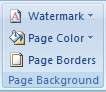 Watermark
Page Color
Page Borders
Page Background